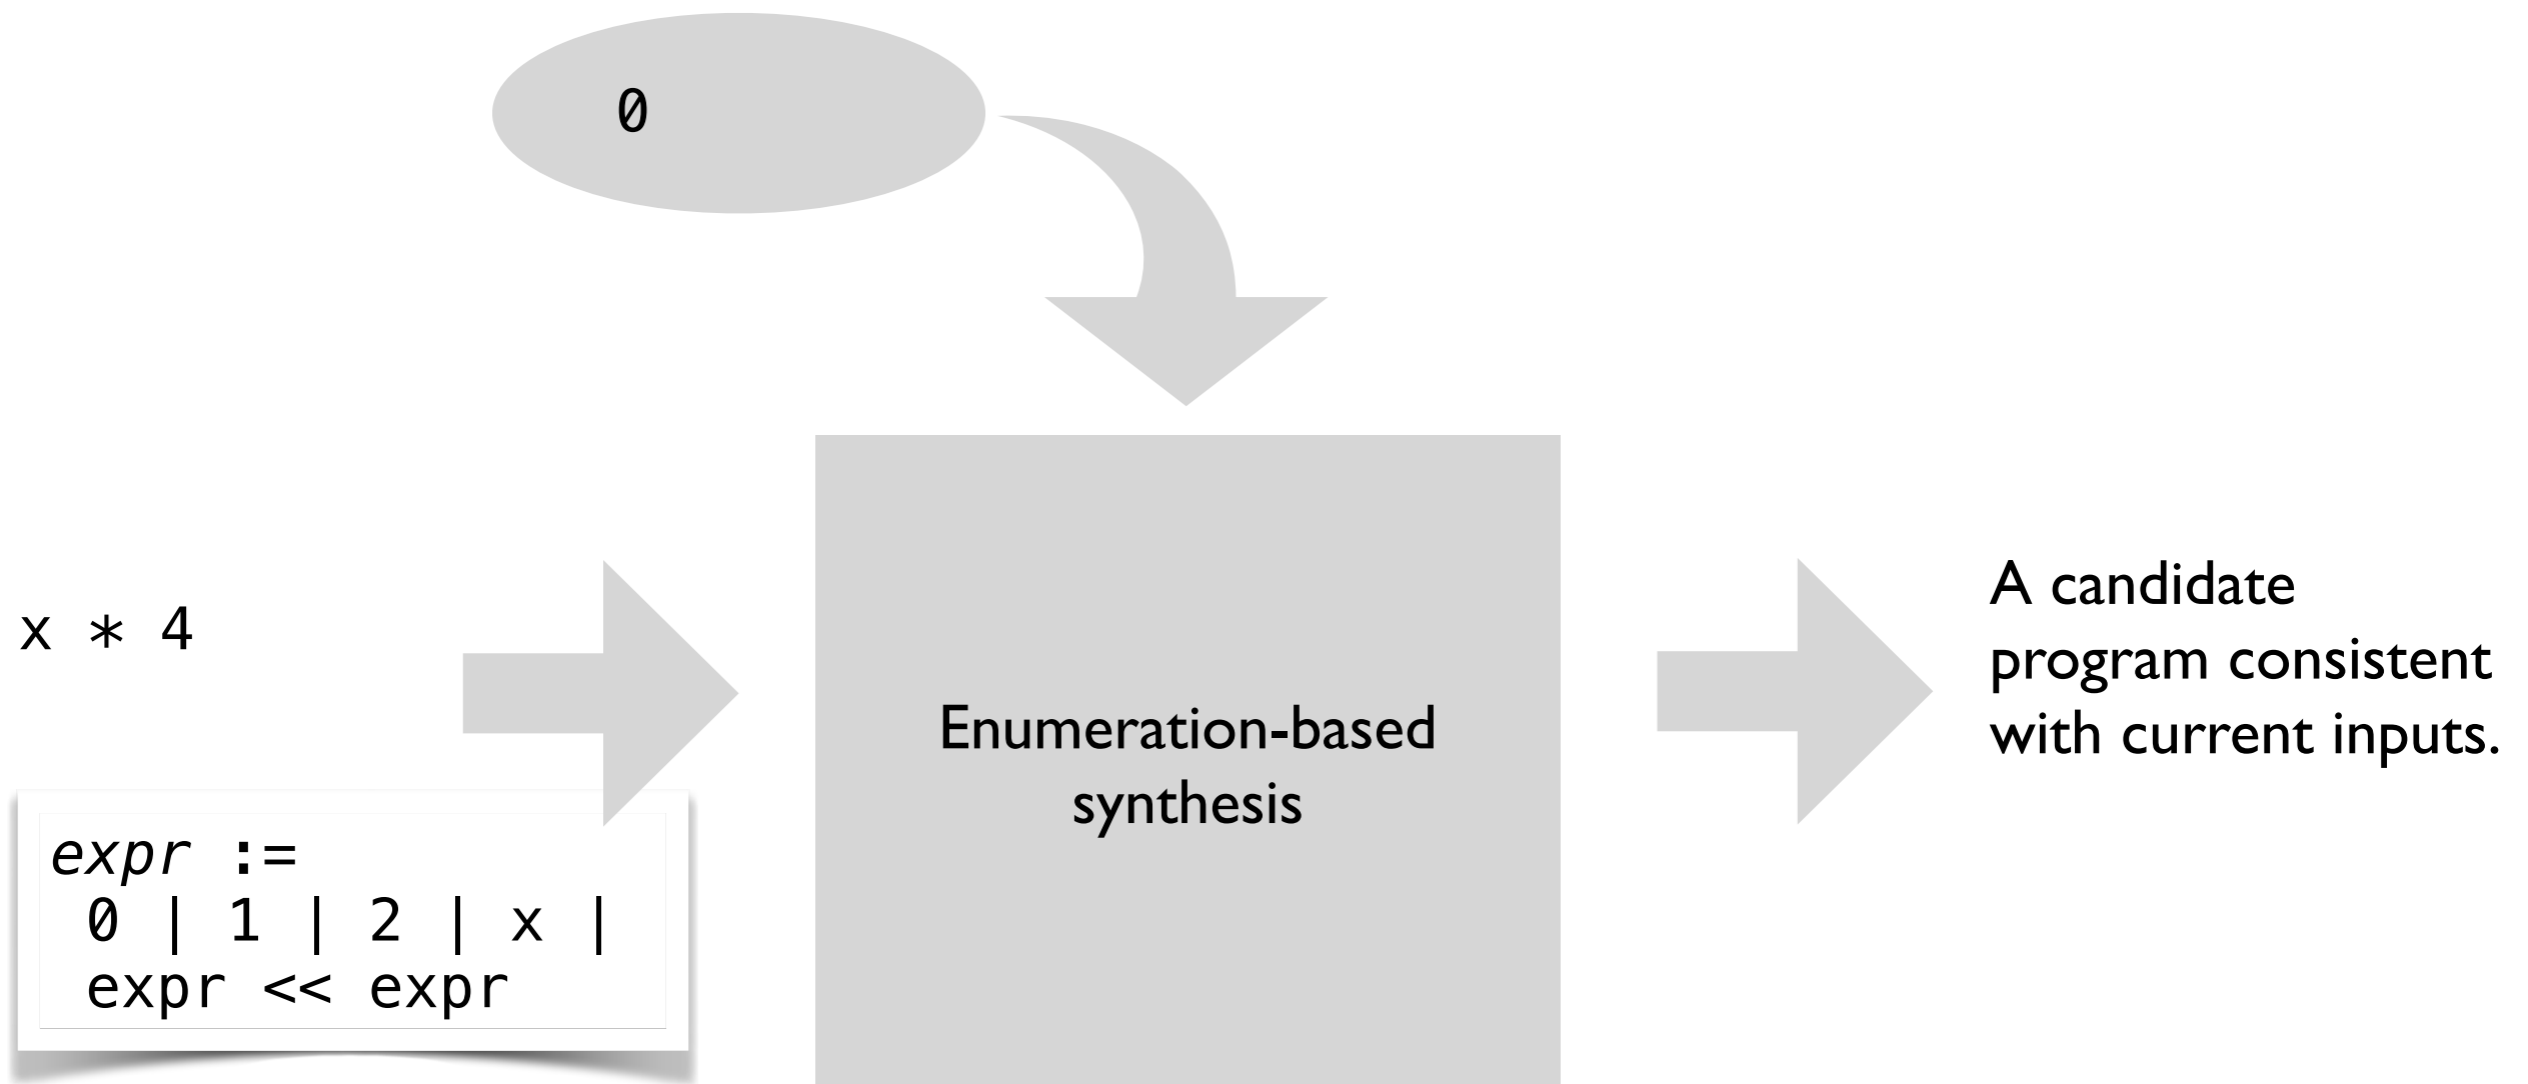 0
x * 4
expr :=
0 | 1 | 2 | x |
expr << expr
Enumeration-based
synthesis
A candidate
program consistent
with current inputs.